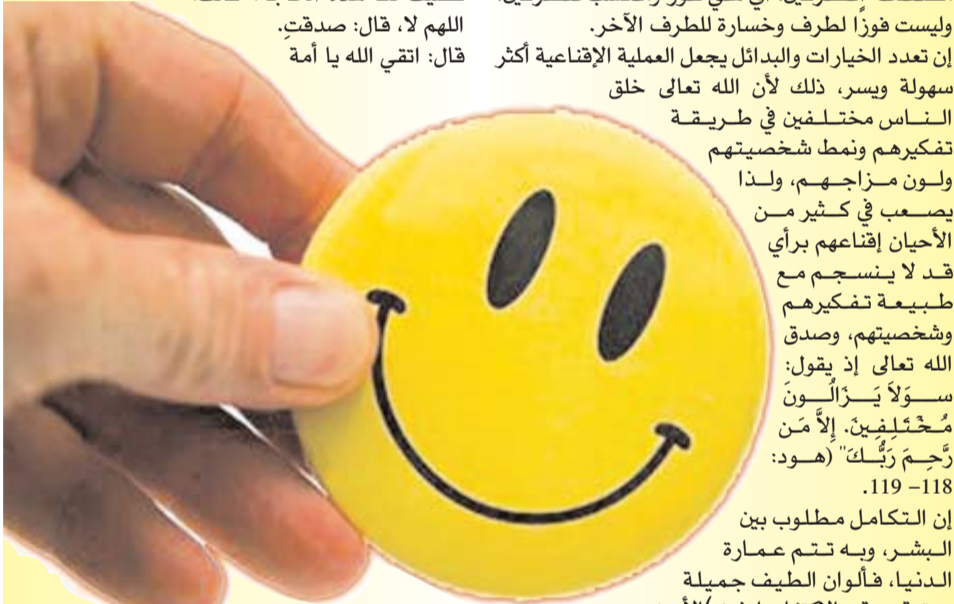 وليست فوزًا لطرف وخسارة للطرف الآخر.
إن تعدد الخيارات والبدائل يجعل العملية الإقناعية أكثر
سهولة ويسر، ذلك لأن الله تعالى خلق
الناس مختلفين في طريقة
تفكيرهم ونمط شخصيتهم
ولون مزاجهم، ولذا
يصعب في كثير من
الأحيان إقناعهم برأي
قد لا ينسجم مع
طبيعة تفكيرهم
وشخصيتهم، وصدق
الله تعالى إذ يقول:
سوَلاَ يَزَالُونَ
مُخْتَلِفِينَ. إِلاَّ مَن
رَّحِمَ رَبُّكَ" (هود:
118– 119.
إن التكامل مطلوب بين
البشر، وبه تتم عمارة
الدنيا، فألوان الطيف جميلة
اللهم لا، قال: صدقتِ.
قال: اتقي الله يا أمة